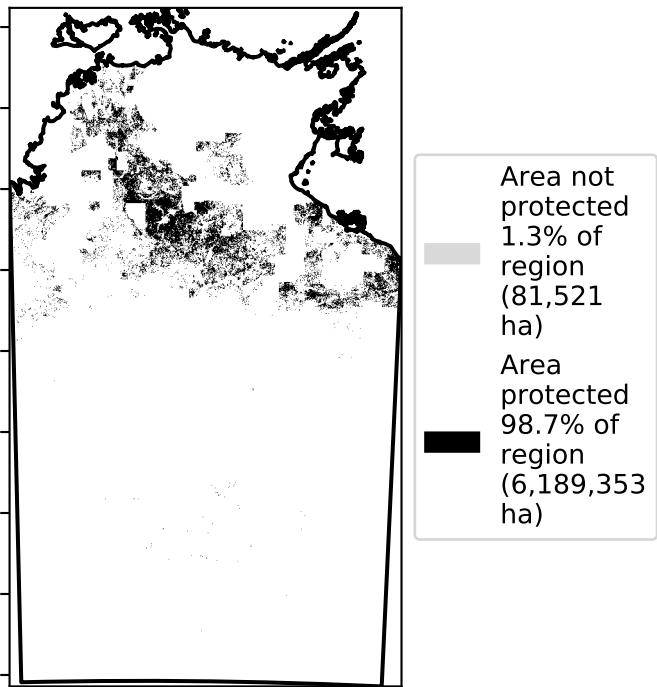 Area not
protected
1.3% of
region
(81,521
ha)
Area
protected
98.7% of
region
(6,189,353
ha)